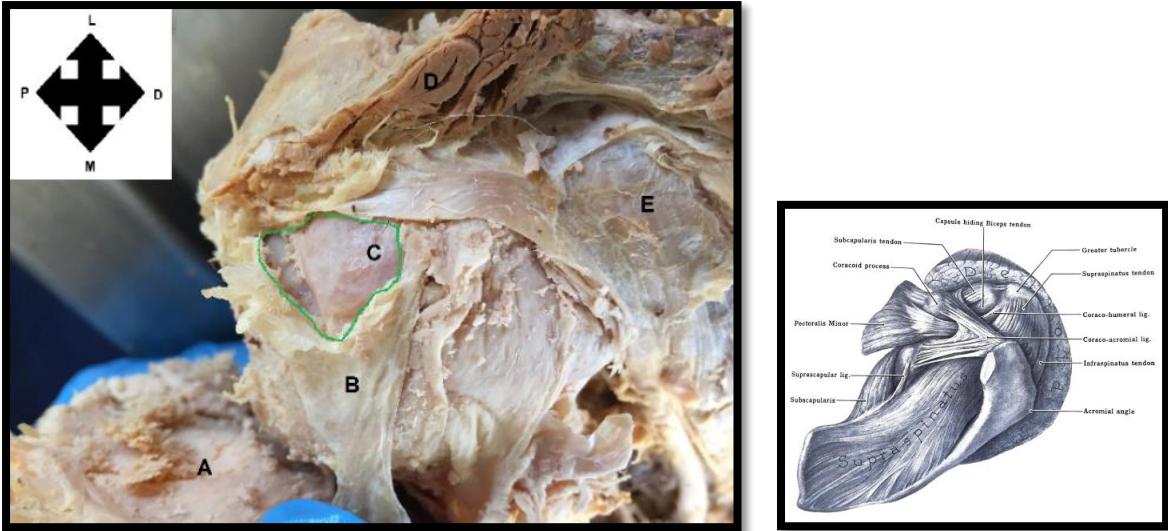 L
P
D
M
D
E
C
B
A
Capsule hiding Biceps tendon
Subcapularis tendon
Greater tubercle
Coracoid process
Supraspinatus tendon
Pectoralis Minor
Coraco-humeral lig.
Coraco-acromial lig.
Suprascapular lig.
Infraspinatus tendon
Subscapularis
Acromial angle
Supraspinatus